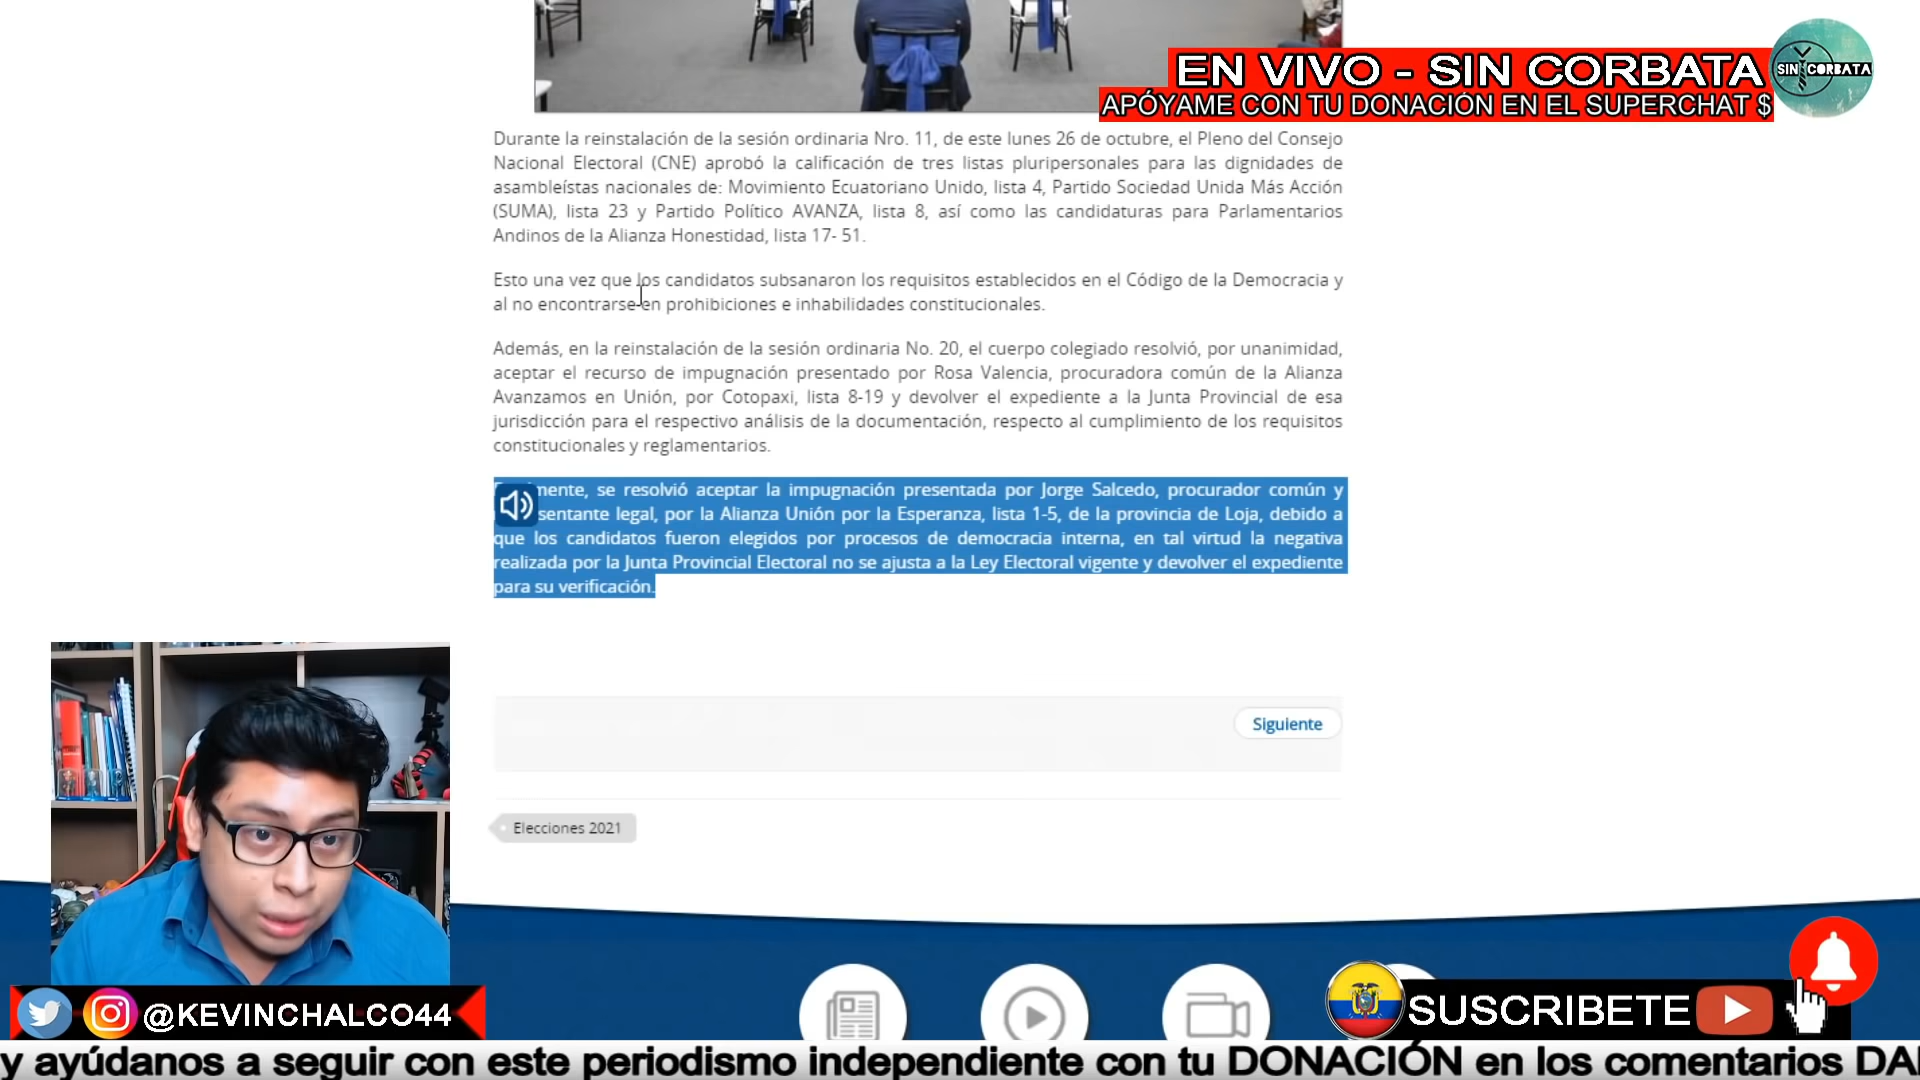 EN VIVO - SIN CORBATA
SIN CORBATA
APÓYAME CON TU DONACIÓN EN EL SUPERCHAT $
Durante la reinstalación de la sesión ordinaria Nro. 11, de este lunes 26 de octubre, el Pleno del Consejo
Nacional Electoral (CNE) aprobó la calificación de tres listas pluripersonales para las dignidades de
asambleístas nacionales de: Movimiento Ecuatoriano Unido, lista 4, Partido Sociedad Unida Más Acción
(SUMA), lista 23 y Partido Político AVANZA, lista 8, así como las candidaturas para Parlamentarios
Andinos de la Alianza Honestidad, lista 17- 51.
Esto una vez que los candidatos subsanaron los requisitos establecidos en el Código de la Democracia y
al no encontrarse en prohibiciones e inhabilidades constitucionales.
Además, en la reinstalación de la sesión ordinaria No. 20, el cuerpo colegiado resolvió, por unanimidad,
aceptar el recurso de impugnación presentado por Rosa Valencia, procuradora común de la Alianza
Avanzamos en Unión, por Cotopaxi, lista 8-19 y devolver el expediente a la Junta Provincial de esa
jurisdicción para el respectivo análisis de la documentación, respecto al cumplimiento de los requisitos
constitucionales y reglamentarios.
mente, se resolvió aceptar la impugnación presentada por Jorge Salcedo, procurador común y
sentante legal, por la Alianza Unión por la Esperanza, lista 1-5, de la provincia de Loja, debido a
que los candidatos fueron elegidos por procesos de democracia interna, en tal virtud la negativa
realizada por la Junta Provincial Electoral no se ajusta a la Ley Electoral vigente y devolver el expediente
para su verificación.
Siguiente
Elecciones 2021
@KEVINCHALCO44
SUSCRIBETE
y ayúdanos a seguir con este periodismo independiente con tu DONACIÓN en los comentarios DA